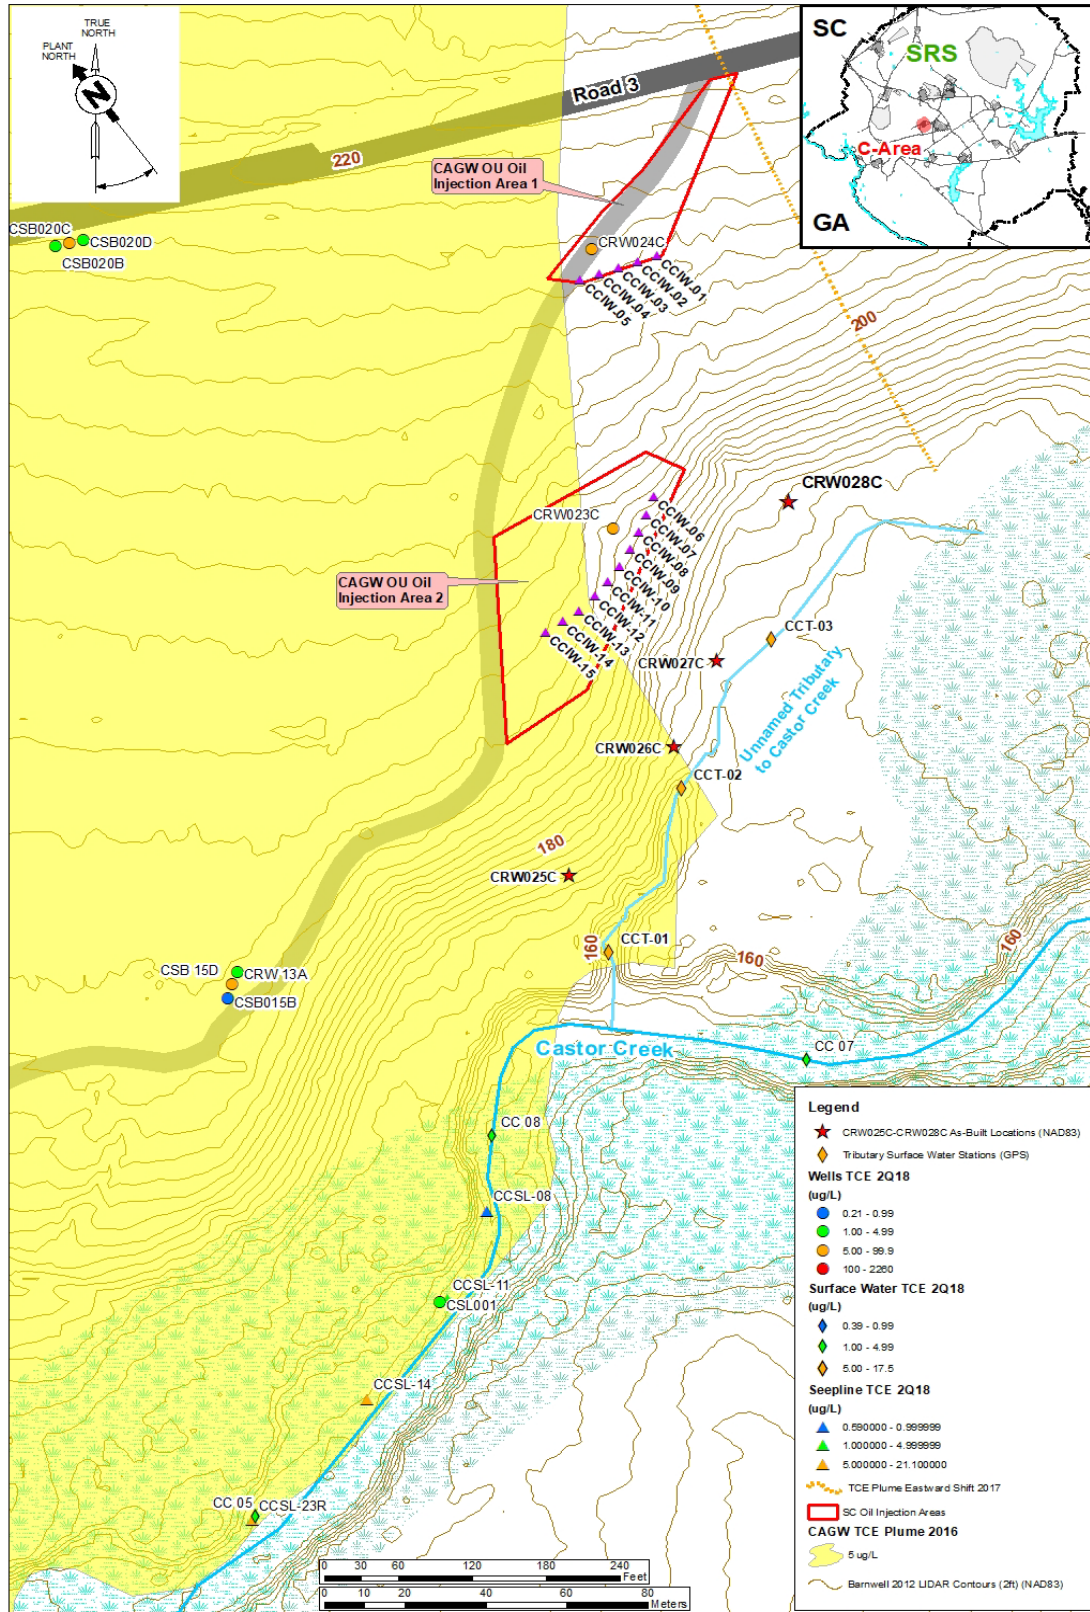 TRUE
NORTH
PLANT
NORTH
N
SC
SRS
C-Area
GA
Road 3
220
CAGW OU Oil
Injection Area 1
CSB020C
CSB020D
CSB020B
CRW024C
CCIW-01
CCIW-02
CCIW-03
CCIW-04
CCIW-05
200
CRW028C
CRW023C
CCIW-06
CCIW-07
CCIW-08
CCIW-09
CCIW-10
CCIW-11
CCIW-12
CCIW-13
CCIW-14
CCIW-15
CAGW OU Oil
Injection Area 2
CCT-03
CRW027C
Unnamed Tributary
to Castor Creek
CRW026C
CCT-02
180
CRW025C
160
CCT-01
160
160
CSB 15D
CRW 13A
CSB015B
Castor Creek
CC 07
CC 08
CCSL-08
CCSL-11
CSL001
CCSL-14
CC 05
CCSL-23R
Legend
CRW025C-CRW028C As-Built Locations (NAD83)
Tributary Surface Water Stations (GPS)
Wells TCE 2Q18
(ug/L)
0.21 - 0.99
1.00 - 4.99
5.00 - 99.9
100 - 2260
Surface Water TCE 2Q18
(ug/L)
0.39 - 0.99
1.00 - 4.99
5.00 - 17.5
Seepline TCE 2Q18
(ug/L)
0.590000 - 0.999999
1.000000 - 4.999999
5.000000 - 21.100000
TCE Plume Eastward Shift 2017
SC Oil Injection Areas
CAGW TCE Plume 2016
5 ug/L
Barnwell 2012 LIDAR Contours (2ft) (NAD83)
0 30 60 120 180 240
Feet
0 10 20 40 60 80
Meters